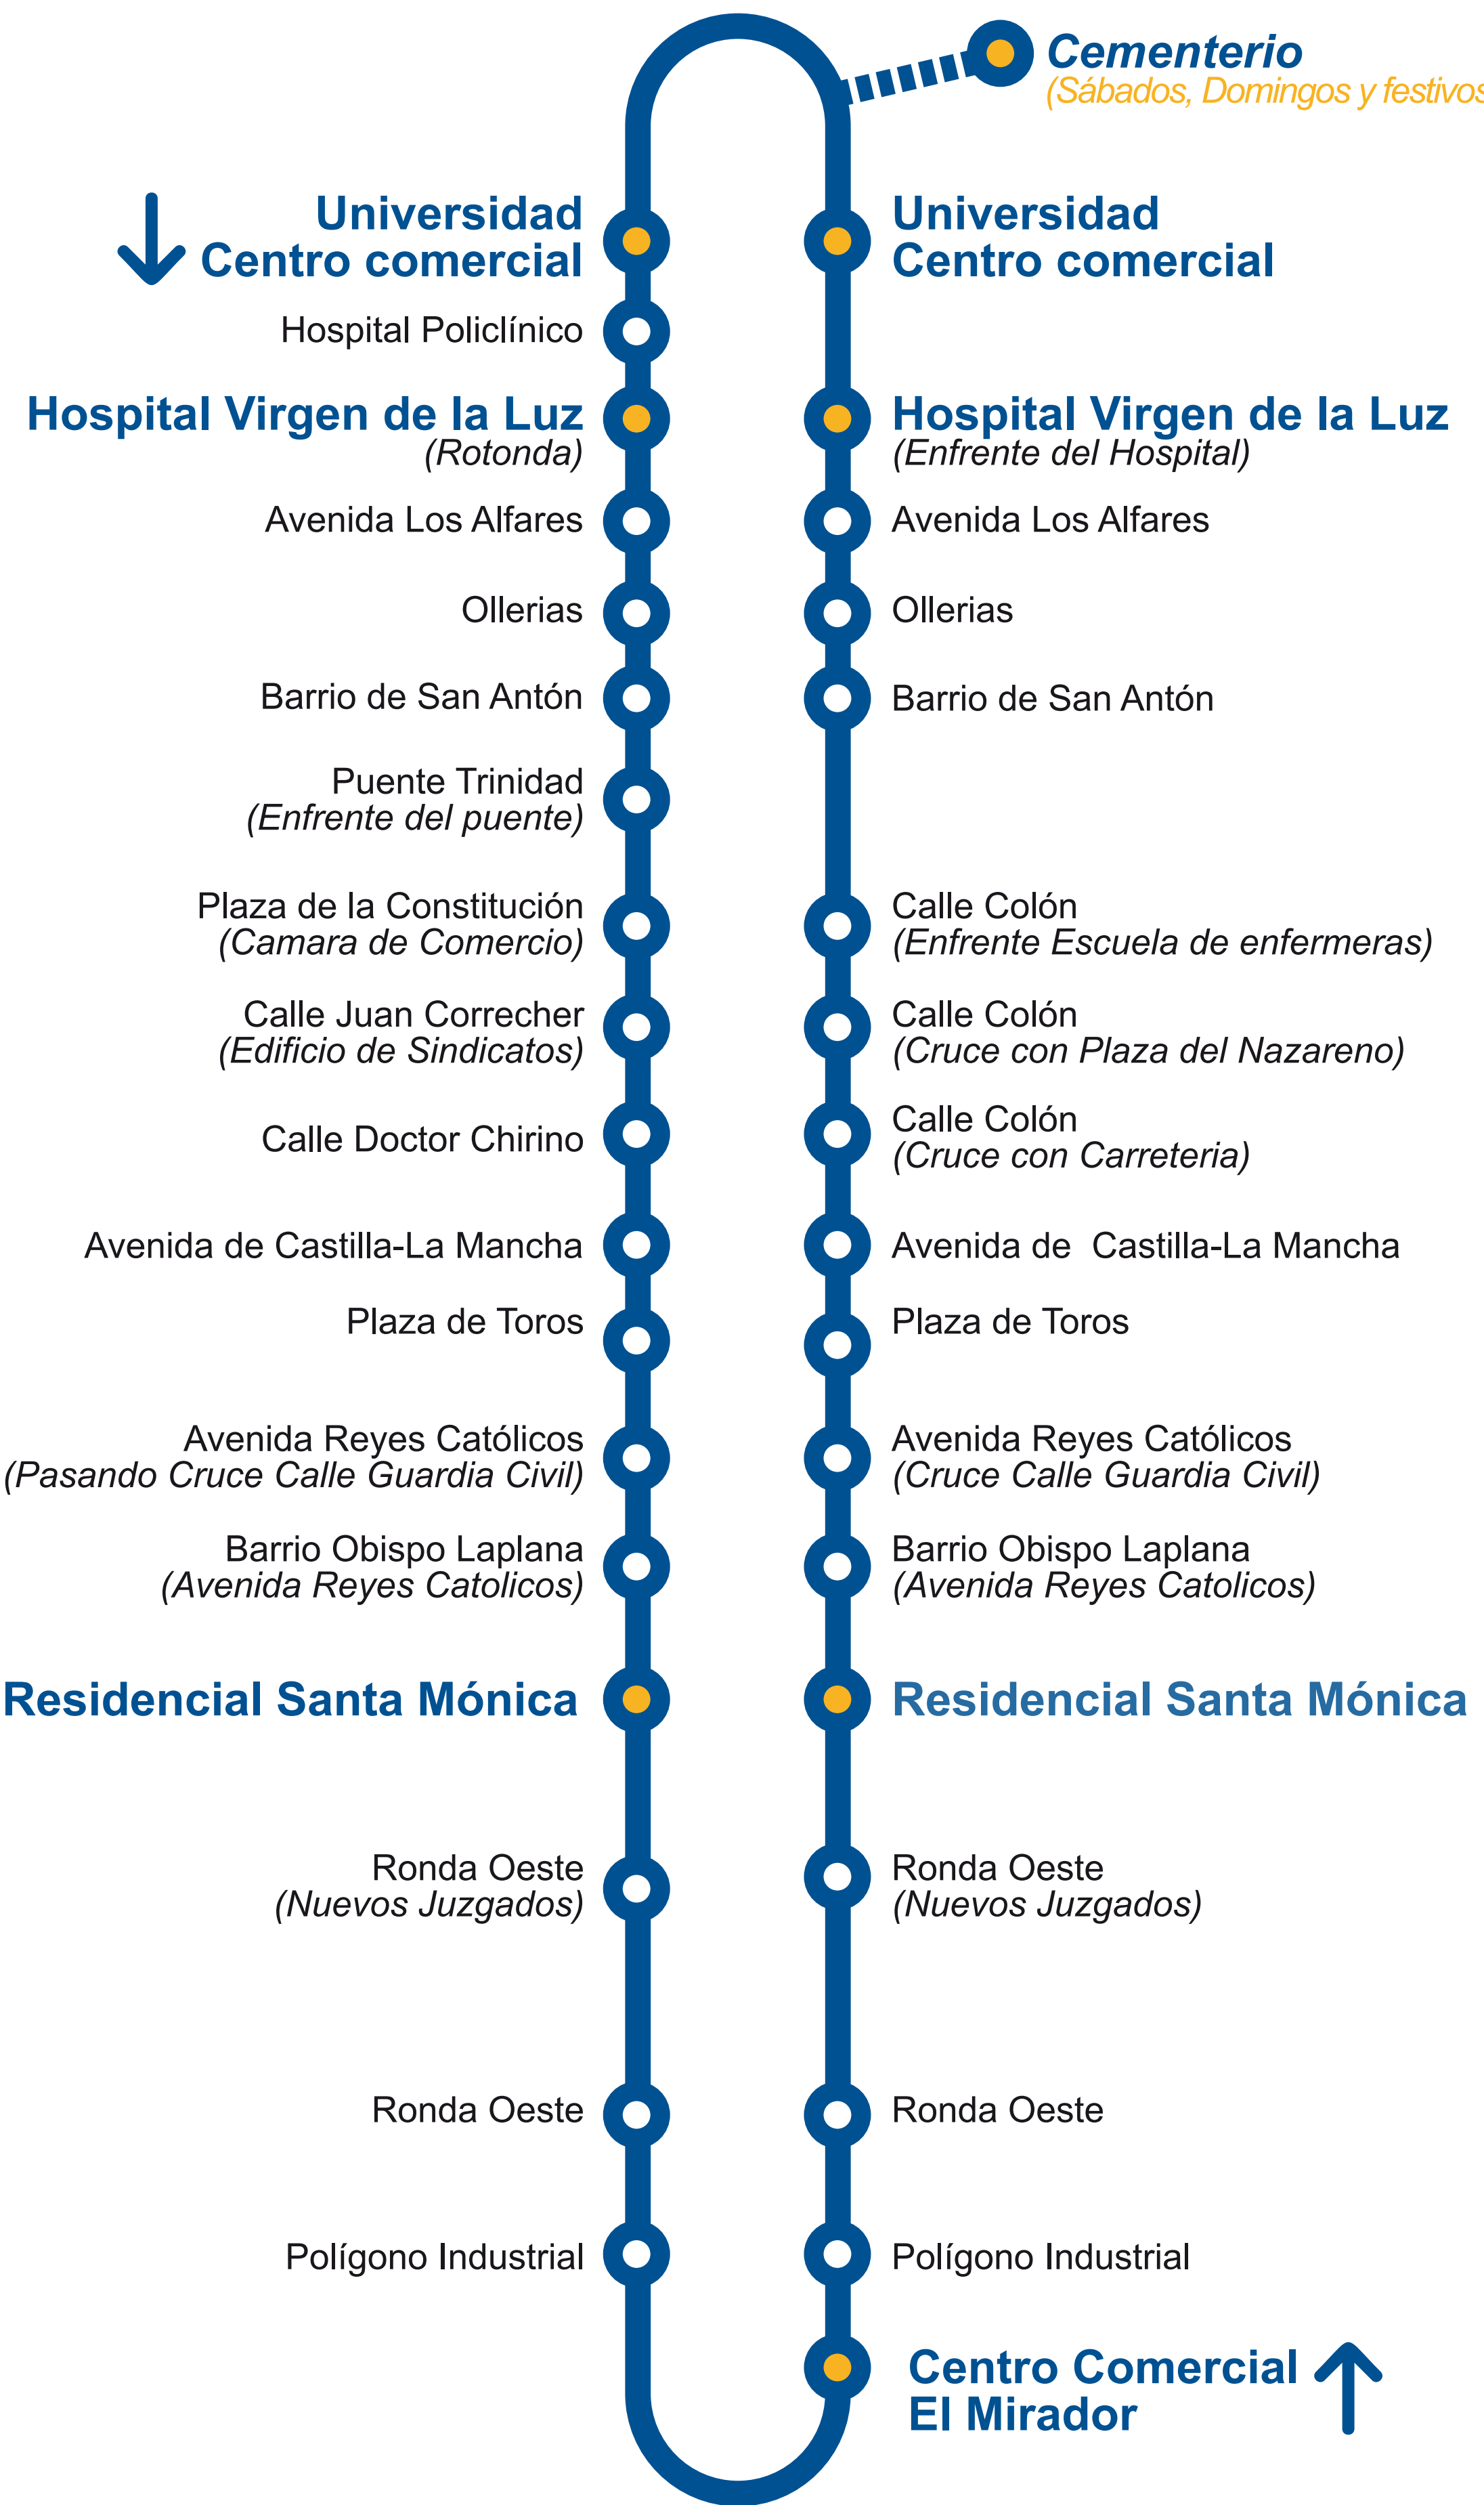 Cementerio
(Sábados, Domingos y festivos
Universidad
Centro comercial
Hospital Policlínico
Hospital Virgen de la Luz
(Rotonda)
Avenida Los Alfares
Ollerias
Barrio de San Antón
Puente Trinidad
(Enfrente del puente)
Plaza de la Constitución
(Camara de Comercio)
Calle Juan Correcher
(Edificio de Sindicatos)
Calle Doctor Chirino
Avenida de Castilla-La Mancha
Plaza de Toros
Avenida Reyes Católicos
(Pasando Cruce Calle Guardia Civil)
Barrio Obispo Laplana
(Avenida Reyes Catolicos)
Residencial Santa Mónica
Ronda Oeste
(Nuevos Juzgados)
Ronda Oeste
Polígono Industrial
Universidad
Centro comercial
Hospital Virgen de la Luz
(Enfrente del Hospital)
Avenida Los Alfares
Ollerias
Barrio de San Antón
Calle Colón
(Enfrente Escuela de enfermeras)
Calle Colón
(Cruce con Plaza del Nazareno)
Calle Colón
(Cruce con Carreteria)
Avenida de  Castilla-La Mancha
Plaza de Toros
Avenida Reyes Católicos
(Cruce Calle Guardia Civil)
Barrio Obispo Laplana
(Avenida Reyes Catolicos)
Residencial Santa Mónica
Ronda Oeste
(Nuevos Juzgados)
Ronda Oeste
Polígono Industrial
Centro Comercial
El Mirador